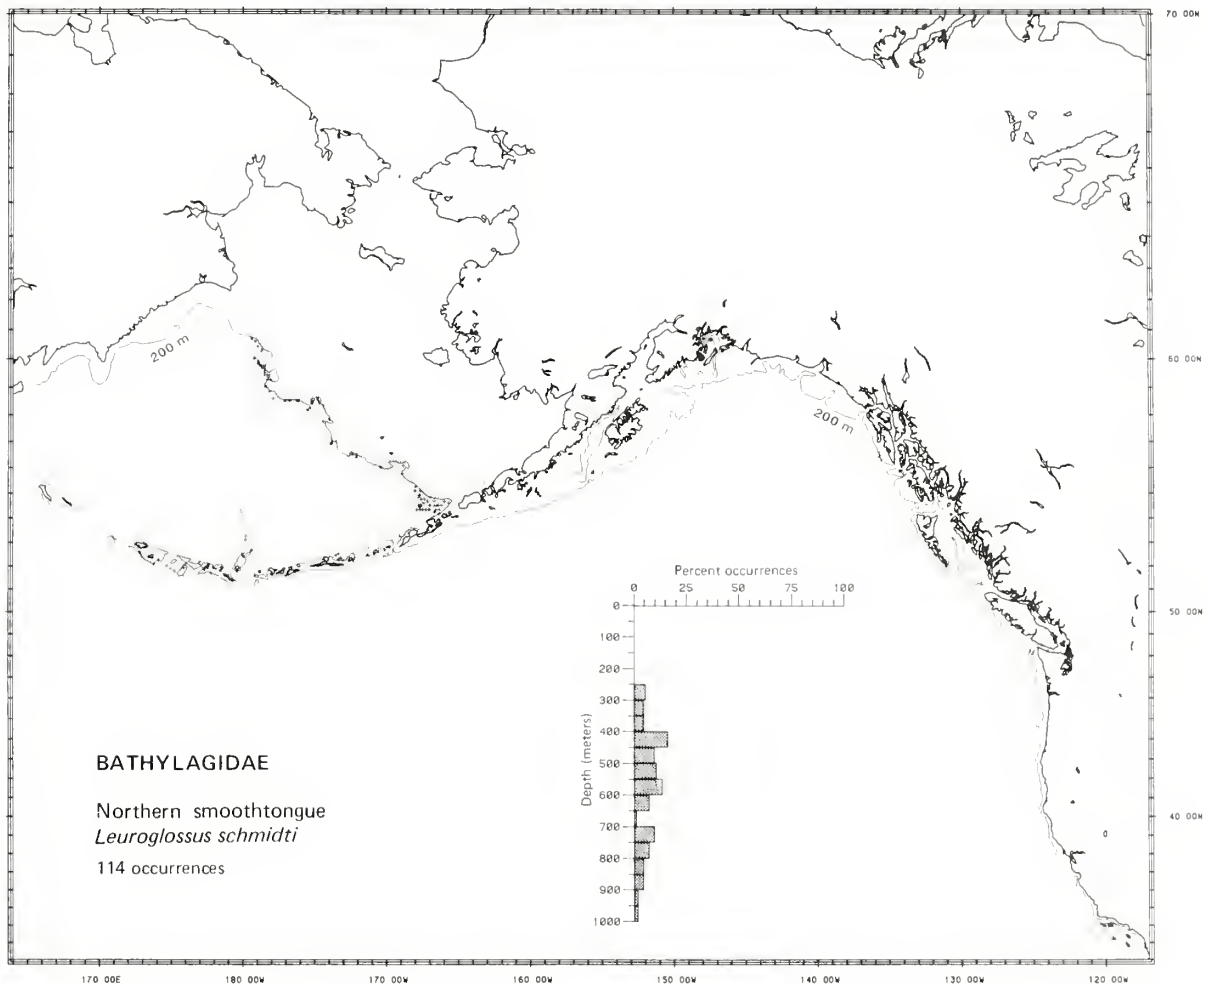 70 00N
200 m
60 00N
200 m
Percent occurrences
0 25 50 75 100
50 00N
0
100
200
300
400
500
600
700
800
900
1000
Depth (meters)
40 00N
BATHYLAGIDAE
Northern smoothtongue
Leuroglossus schmidti
114 occurrences
170 00E 180 00W 170 00W 160 00W 150 00W 140 00W 130 00W 120 00W